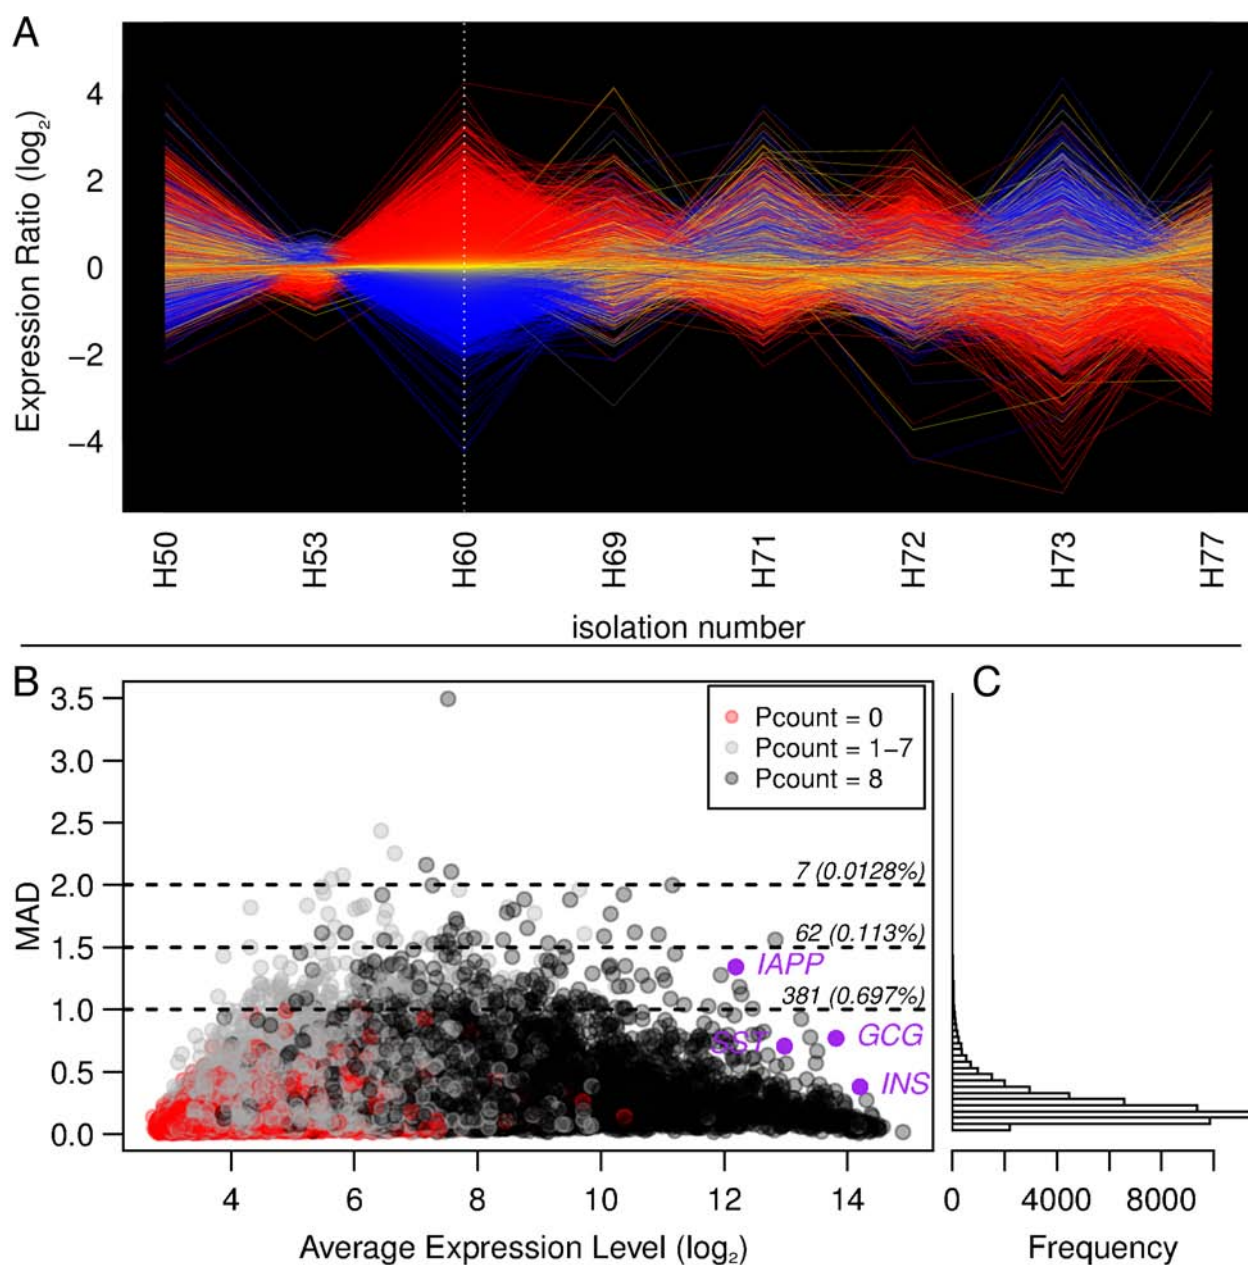 A
Expression Ratio (log₂)
4
2
0
−2
−4
H50
H53
H60
H69
H71
H72
H73
H77
isolation number
B
MAD
3.5
3.0
2.5
2.0
1.5
1.0
0.5
0.0
Pcount = 0
Pcount = 1−7
Pcount = 8
7 (0.0128%)
62 (0.113%)
IAPP
381 (0.697%)
SST
GCG
INS
4 6 8 10 12 14
Average Expression Level (log₂)
C
0 4000 8000
Frequency